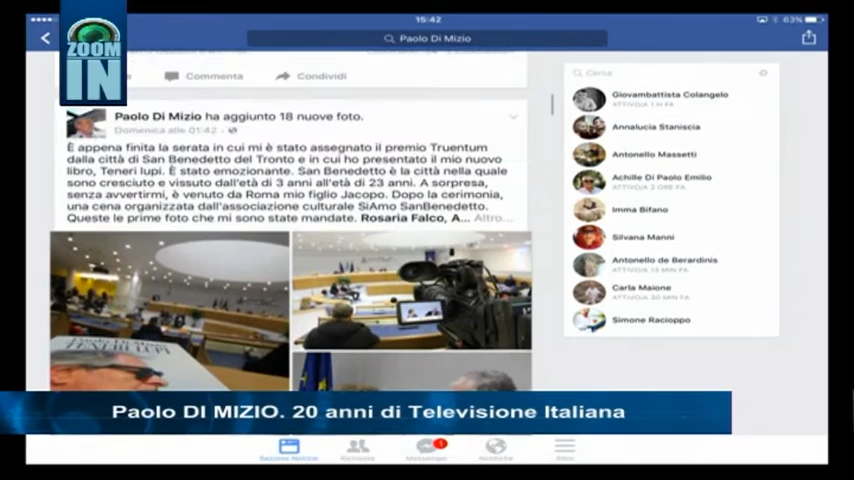 15:42
63%
Paolo Di Mizio
ZOOM
IN
Commenta
Condividi
Paolo Di Mizio ha aggiunto 18 nuove foto.
Domenica alle 01:42
È appena finita la serata in cui mi è stato assegnato il premio Truentum
dalla città di San Benedetto del Tronto e in cui ho presentato il mio nuovo
libro, Teneri lupi. È stato emozionante. San Benedetto è la città nella quale
sono cresciuto e vissuto dall'età di 3 anni all'età di 23 anni. A sorpresa,
senza avvertirmi, è venuto da Roma mio figlio Jacopo. Dopo la cerimonia,
una cena organizzata dall'associazione culturale SiAmo SanBenedetto.
Queste le prime foto che mi sono state mandate. Rosaria Falco, A... Altro...
Cerca
Giovambattista Colangelo
ATTIVO/A 1 H FA
Annalucia Staniscia
Antonello Massetti
Achille Di Paolo Emilio
ATTIVO/A 2 ORE FA
Imma Bifano
Silvana Manni
Antonello de Berardinis
ATTIVO/A 13 MIN FA
Carla Maione
ATTIVO/A 30 MIN FA
Simone Racioppo
TENERI LUPI
Paolo DI MIZIO. 20 anni di Televisione Italiana
Sezione Notizie
Richieste
Messenger
1
Notifiche
Altro